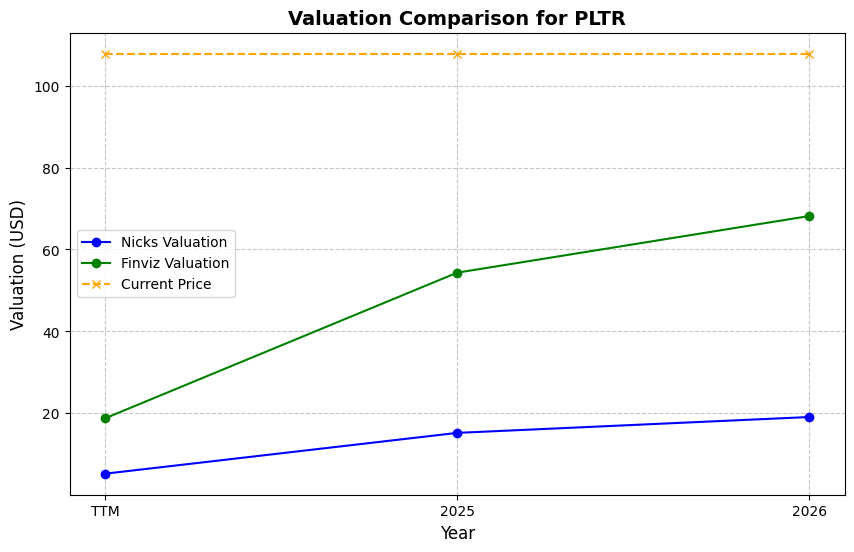 Valuation Comparison for PLTR
Valuation (USD)
100
80
60
40
20
Nicks Valuation
Finviz Valuation
Current Price
TTM
2025
2026
Year